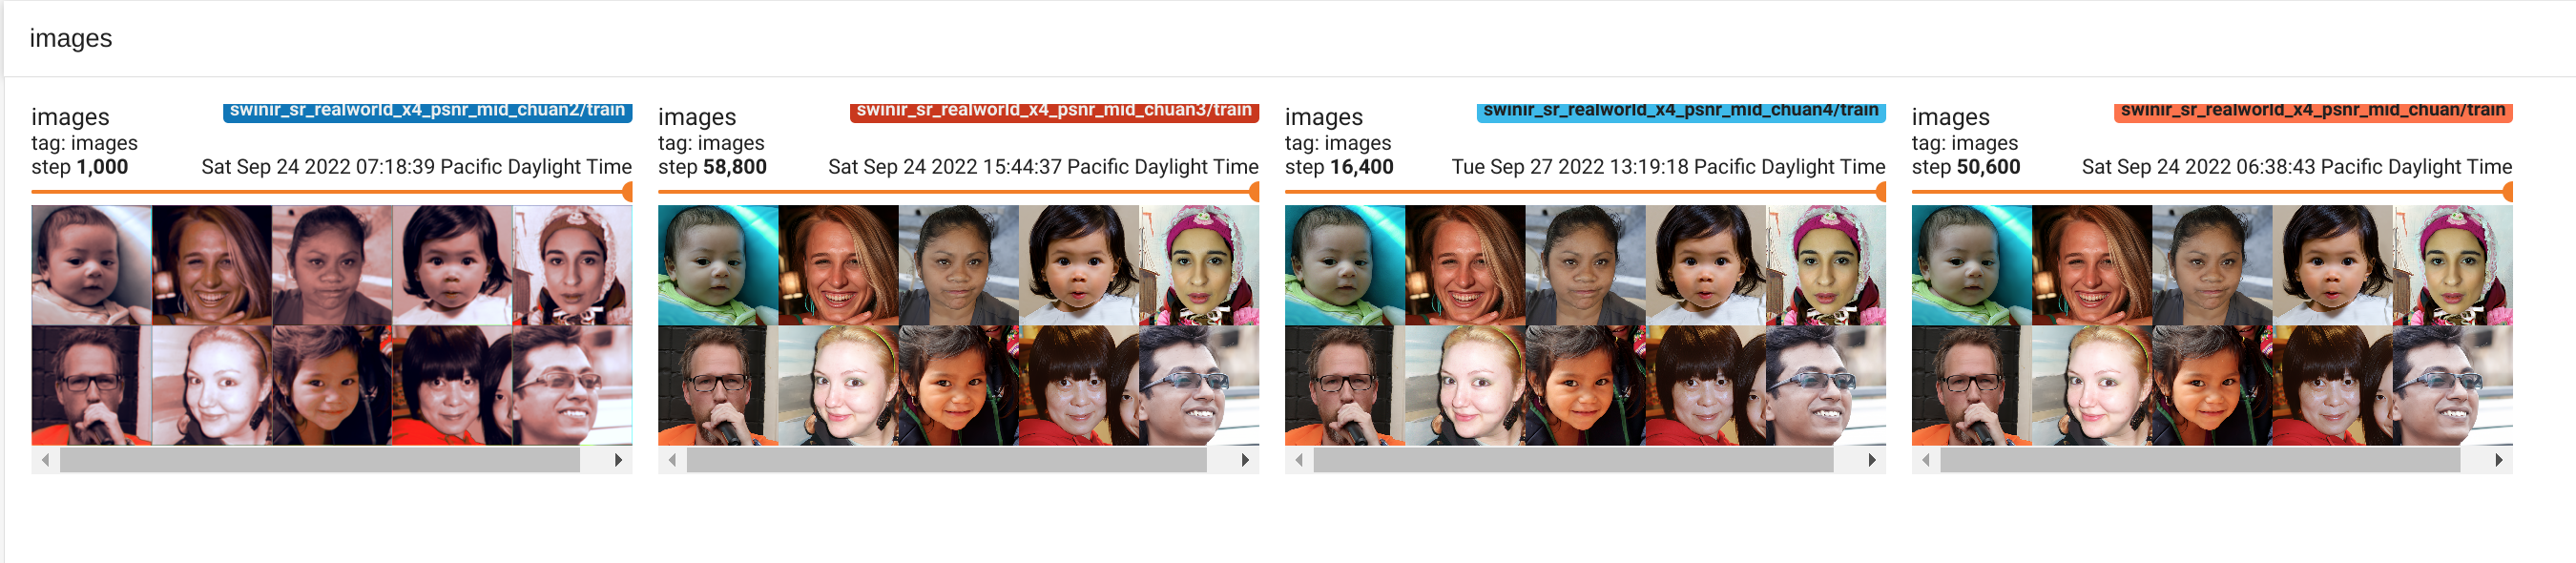 images
images
swinir_sr_realworld_x4_psnr_mid_chuan2/train
tag: images
step 1,000
Sat Sep 24 2022 07:18:39 Pacific Daylight Time
images
swinir_sr_realworld_x4_psnr_mid_chuan3/train
tag: images
step 58,800
Sat Sep 24 2022 15:44:37 Pacific Daylight Time
images
swinir_sr_realworld_x4_psnr_mid_chuan4/train
tag: images
step 16,400
Tue Sep 27 2022 13:19:18 Pacific Daylight Time
images
swinir_sr_realworld_x4_psnr_mid_chuan/train
tag: images
step 50,600
Sat Sep 24 2022 06:38:43 Pacific Daylight Time